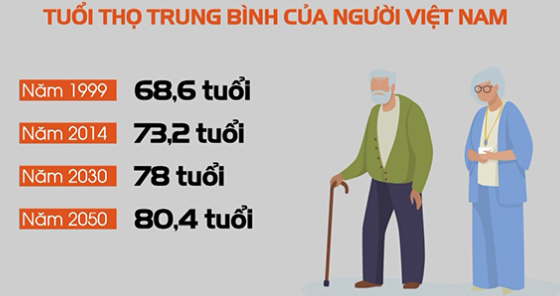 TUỔI THỌ TRUNG BÌNH CỦA NGƯỜI VIỆT NAM
Năm 1999 68,6 tuổi
Năm 2014 73,2 tuổi
Năm 2030 78 tuổi
Năm 2050 80,4 tuổi